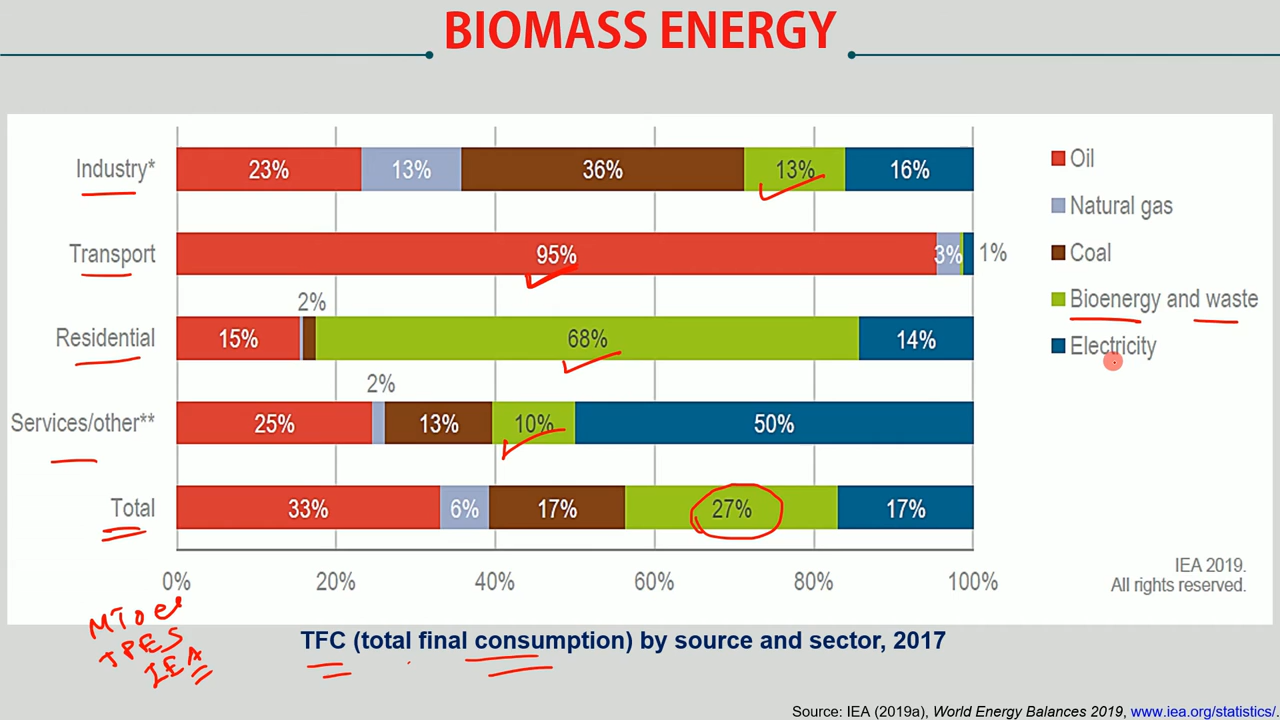 BIOMASS ENERGY
Industry*
23%
13%
36%
13%
16%
Transport
95%
3%
1%
2%
Residential
15%
68%
14%
2%
Services/other**
25%
13%
10%
50%
Total
33%
6%
17%
27%
17%
0%
20%
40%
60%
80%
100%
Oil
Natural gas
Coal
Bioenergy and waste
Electricity
IEA 2019.
All rights reserved.
MToe
TPES
IEA
TFC (total final consumption) by source and sector, 2017
Source: IEA (2019a), World Energy Balances 2019, www.iea.org/statistics/.